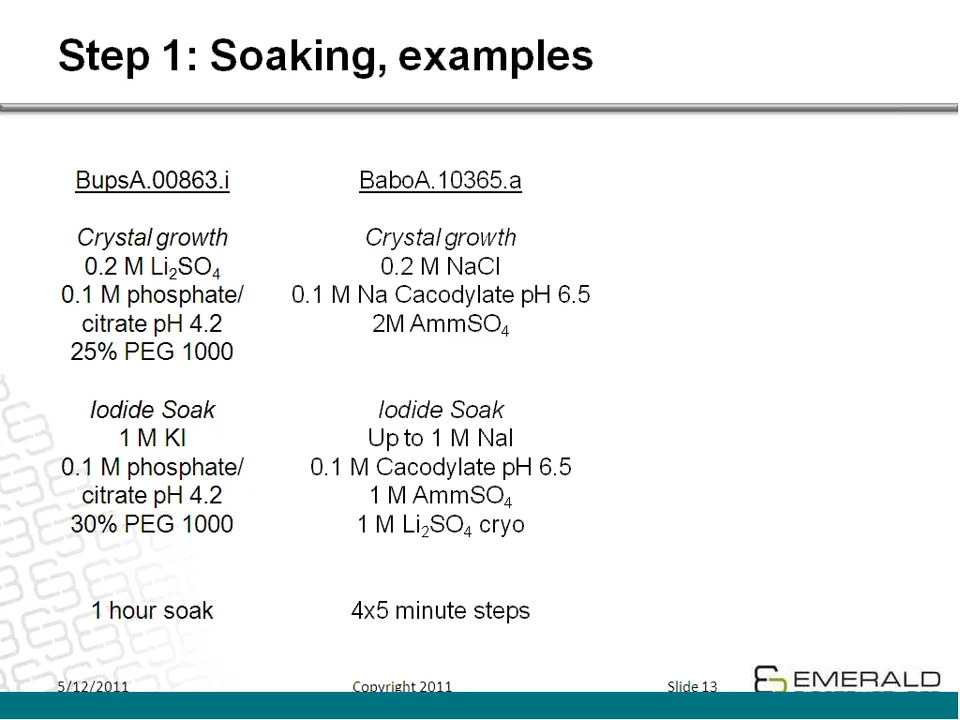 Step 1: Soaking, examples
BupsA.00863.i
Crystal growth
0.2 M Li₂SO₄
0.1 M phosphate/
citrate pH 4.2
25% PEG 1000
Iodide Soak
1 M KI
0.1 M phosphate/
citrate pH 4.2
30% PEG 1000
1 hour soak
BaboA.10365.a
Crystal growth
0.2 M NaCl
0.1 M Na Cacodylate pH 6.5
2M AmmSO₄
Iodide Soak
Up to 1 M NaI
0.1 M Cacodylate pH 6.5
1 M AmmSO₄
1 M Li₂SO₄ cryo
4x5 minute steps
5/12/2011
Copyright 2011
Slide 13
EMERALD